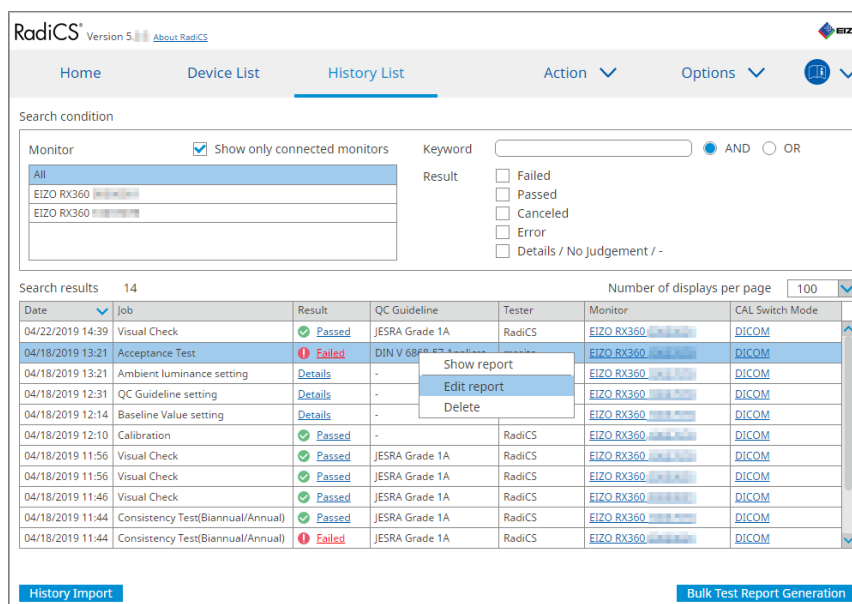 RadiCS® Version 5. About RadiCS EIZ
Home Device List History List Action Options
Search condition
Monitor Show only connected monitors Keyword AND OR
All
EIZO RX360
EIZO RX360
Result Failed
Passed
Canceled
Error
Details / No Judgement / -
Search results 14 Number of displays per page 100
Date Job Result QC Guideline Tester Monitor CAL Switch Mode
04/22/2019 14:39 Visual Check Passed JESRA Grade 1A RadiCS EIZO RX360 DICOM
04/18/2019 13:21 Acceptance Test Failed DIN V 6868-57 EIZO RX360 DICOM
04/18/2019 13:21 Ambient luminance setting Details - EIZO RX360 DICOM
04/18/2019 12:31 QC Guideline setting Details - EIZO RX360 DICOM
04/18/2019 12:14 Baseline Value setting Details - EIZO RX360 DICOM
Show report
Edit report
Delete
04/18/2019 12:10 Calibration Passed - RadiCS EIZO RX360 DICOM
04/18/2019 11:56 Visual Check Passed JESRA Grade 1A RadiCS EIZO RX360 DICOM
04/18/2019 11:56 Visual Check Passed JESRA Grade 1A RadiCS EIZO RX360 DICOM
04/18/2019 11:46 Visual Check Passed JESRA Grade 1A RadiCS EIZO RX360 DICOM
04/18/2019 11:44 Consistency Test(Biannual/Annual) Passed JESRA Grade 1A RadiCS EIZO RX360 DICOM
04/18/2019 11:44 Consistency Test(Biannual/Annual) Failed JESRA Grade 1A RadiCS EIZO RX360 DICOM
History Import Bulk Test Report Generation